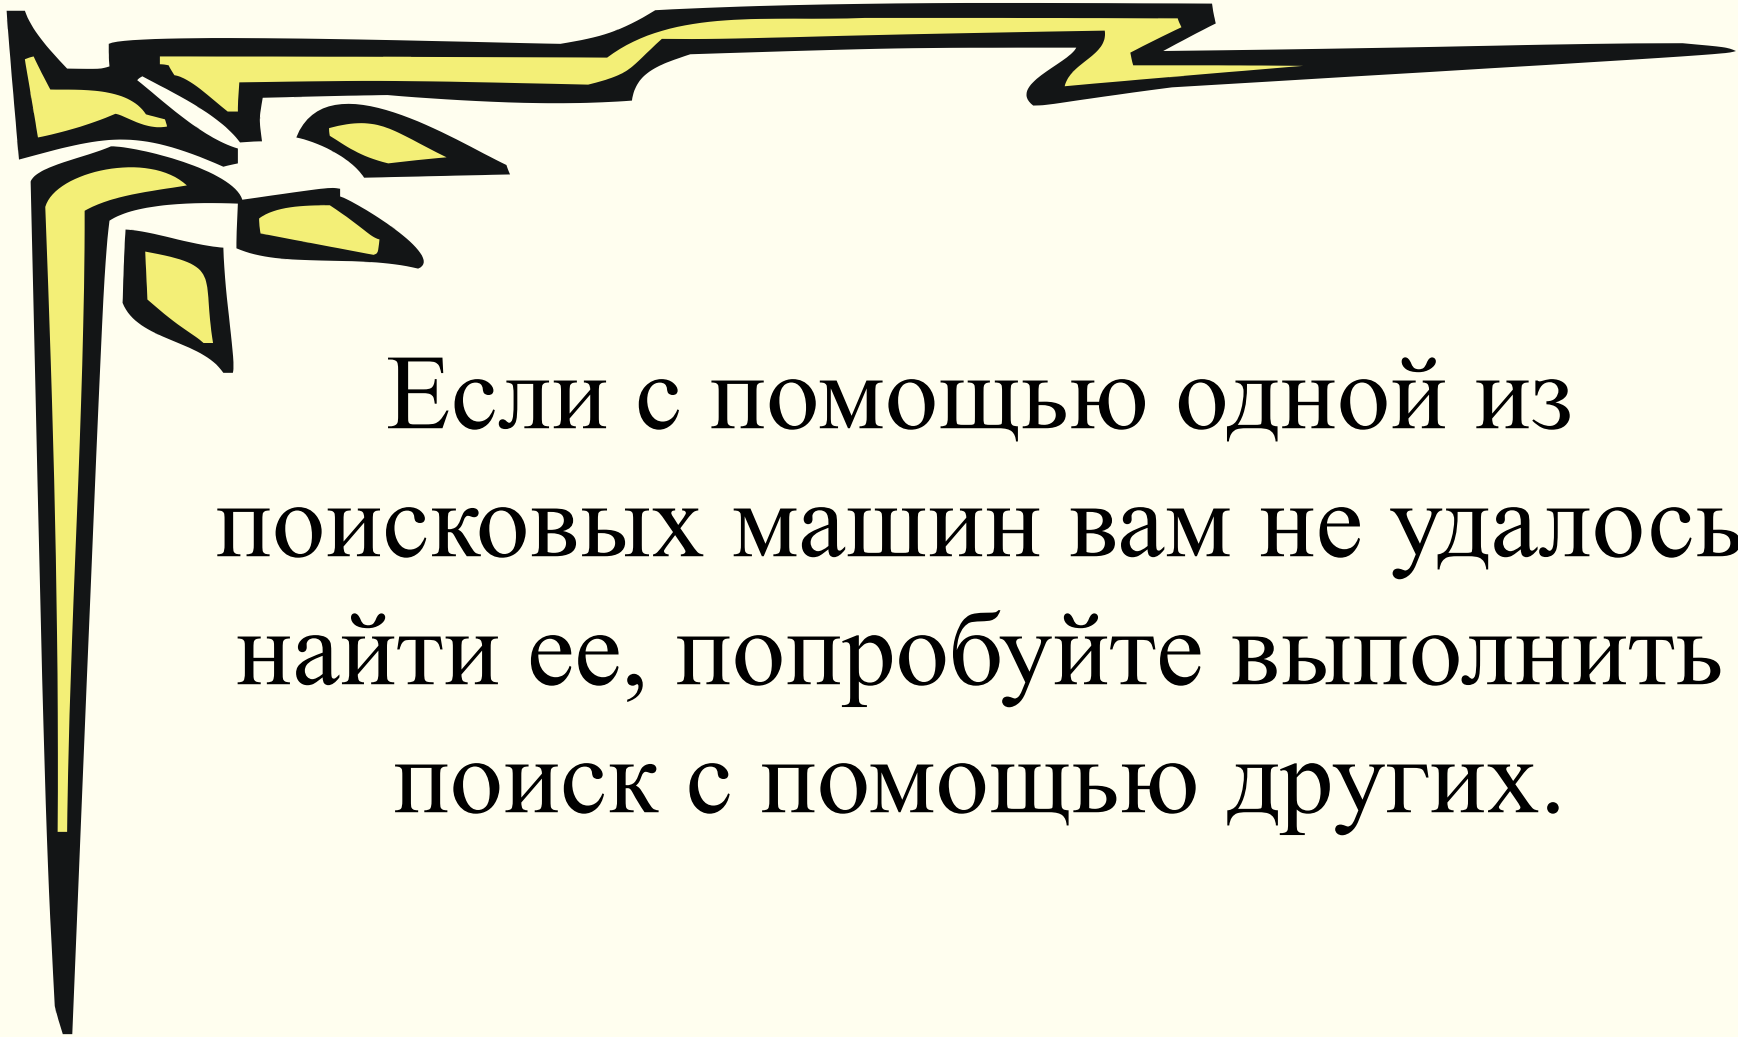 Если с помощью одной из
поисковых машин вам не удалось
найти ее, попробуйте выполнить
поиск с помощью других.